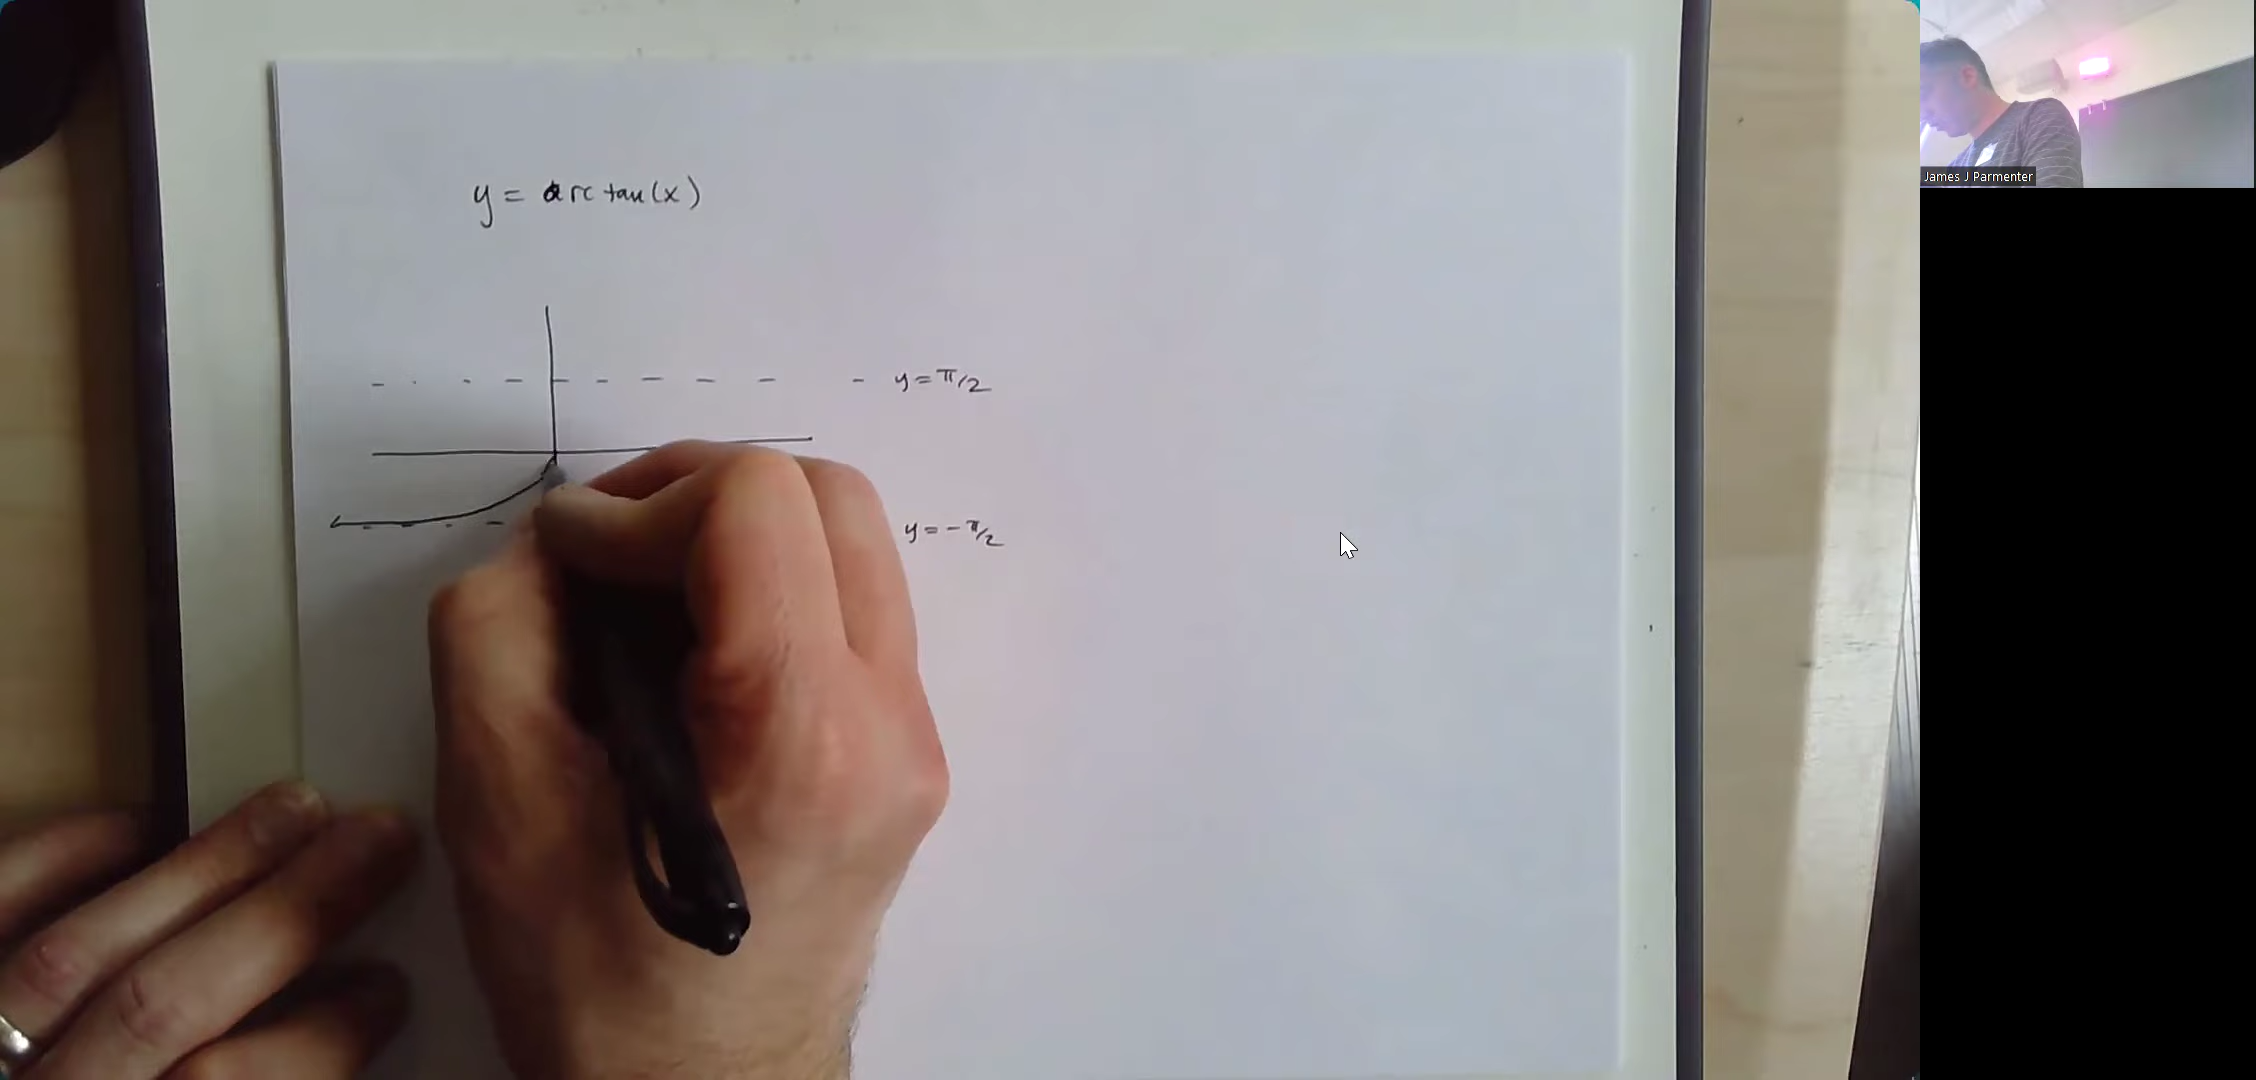 y = arctan(x)
y = π/2
y = -π/2
James J Parmenter